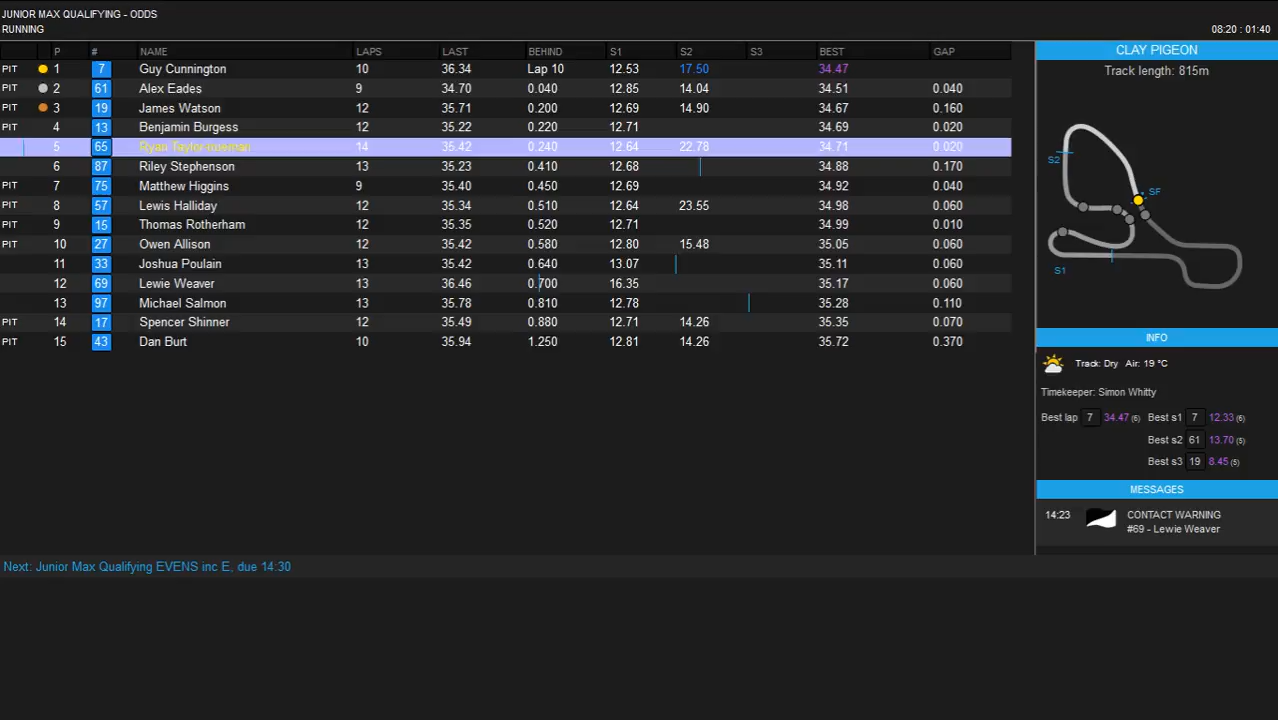 JUNIOR MAX QUALIFYING - ODDS
RUNNING
08:20 : 01:40
P # NAME LAPS LAST BEHIND S1 S2 S3 BEST GAP
PIT 1 7 Guy Cunnington 10 36.34 Lap 10 12.53 17.50 34.47
PIT 2 61 Alex Eades 9 34.70 0.040 12.85 14.04 34.51 0.040
PIT 3 19 James Watson 12 35.71 0.200 12.69 14.90 34.67 0.160
PIT 4 13 Benjamin Burgess 12 35.22 0.220 12.71 34.69 0.020
5 65 Ryan Taylor-toseman 14 35.42 0.240 12.64 22.78 34.71 0.020
6 87 Riley Stephenson 13 35.23 0.410 12.68 34.88 0.170
PIT 7 75 Matthew Higgins 9 35.40 0.450 12.69 34.92 0.040
PIT 8 57 Lewis Halliday 12 35.34 0.510 12.64 23.55 34.98 0.060
PIT 9 15 Thomas Rotherham 12 35.35 0.520 12.71 34.99 0.010
PIT 10 27 Owen Allison 12 35.42 0.580 12.80 15.48 35.05 0.060
11 33 Joshua Poulain 13 35.42 0.640 13.07 35.11 0.060
12 69 Lewie Weaver 13 36.46 0.700 16.35 35.17 0.060
13 97 Michael Salmon 13 35.78 0.810 12.78 35.28 0.110
PIT 14 17 Spencer Shinner 12 35.49 0.880 12.71 14.26 35.35 0.070
PIT 15 43 Dan Burt 10 35.94 1.250 12.81 14.26 35.72 0.370
CLAY PIGEON
Track length: 815m
S2
SF
S1
INFO
Track: Dry Air: 19 °C
Timekeeper: Simon Whitty
Best lap 7 34.47 (6) Best s1 7 12.33 (6)
Best s2 61 13.70 (5)
Best s3 19 8.45 (5)
MESSAGES
14:23 CONTACT WARNING
#69 - Lewie Weaver
Next: Junior Max Qualifying EVENS inc E, due 14:30